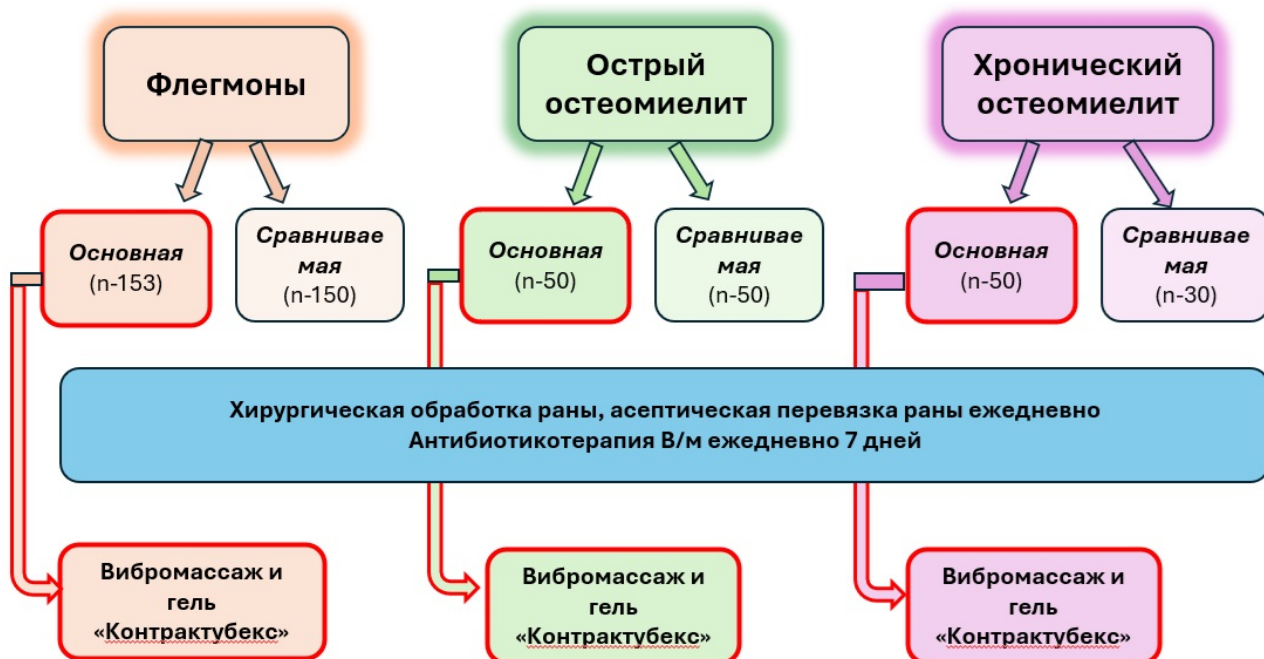 Флегмоны
Острый
остеомиелит
Хронический
остеомиелит
Основная
(n-153)
Сравнивае
мая
(n-150)
Основная
(n-50)
Сравнивае
мая
(n-50)
Основная
(n-50)
Сравнивае
мая
(n-30)
Хирургическая обработка раны, асептическая перевязка раны ежедневно
Антибиотикотерапия В/м ежедневно 7 дней
Вибромассаж и
гель
«Контрактубекс»
Вибромассаж и
гель
«Контрактубекс»
Вибромассаж и
гель
«Контрактубекс»